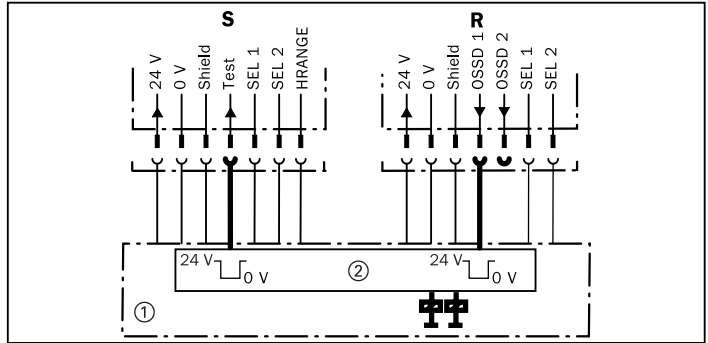 S
R
24 V
0 V
Shield
Test
SEL 1
SEL 2
HRANGE
24 V
0 V
Shield
OSSD 1
OSSD 2
SEL 1
SEL 2
24 V
0 V
②
24 V
0 V
①